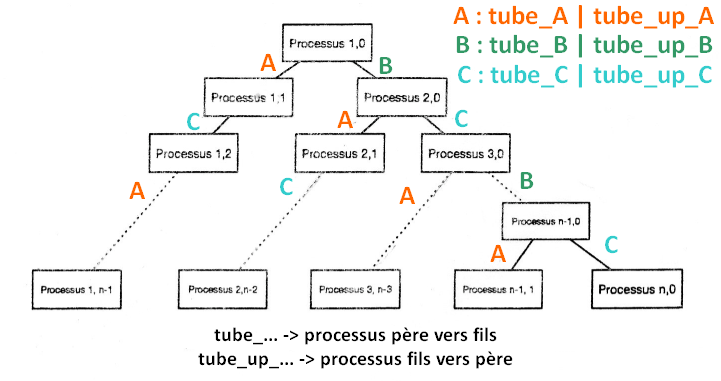 A : tube_A | tube_up_A
B : tube_B | tube_up_B
C : tube_C | tube_up_C
Processus 1,0
A
B
Processus 1,1
Processus 2,0
C
A
C
Processus 1,2
Processus 2,1
Processus 3,0
A
C
A
B
Processus n-1,0
A
C
Processus 1, n-1
Processus 2,n-2
Processus 3, n-3
Processus n-1, 1
Processus n,0
tube_... -> processus père vers fils
tube_up_... -> processus fils vers père